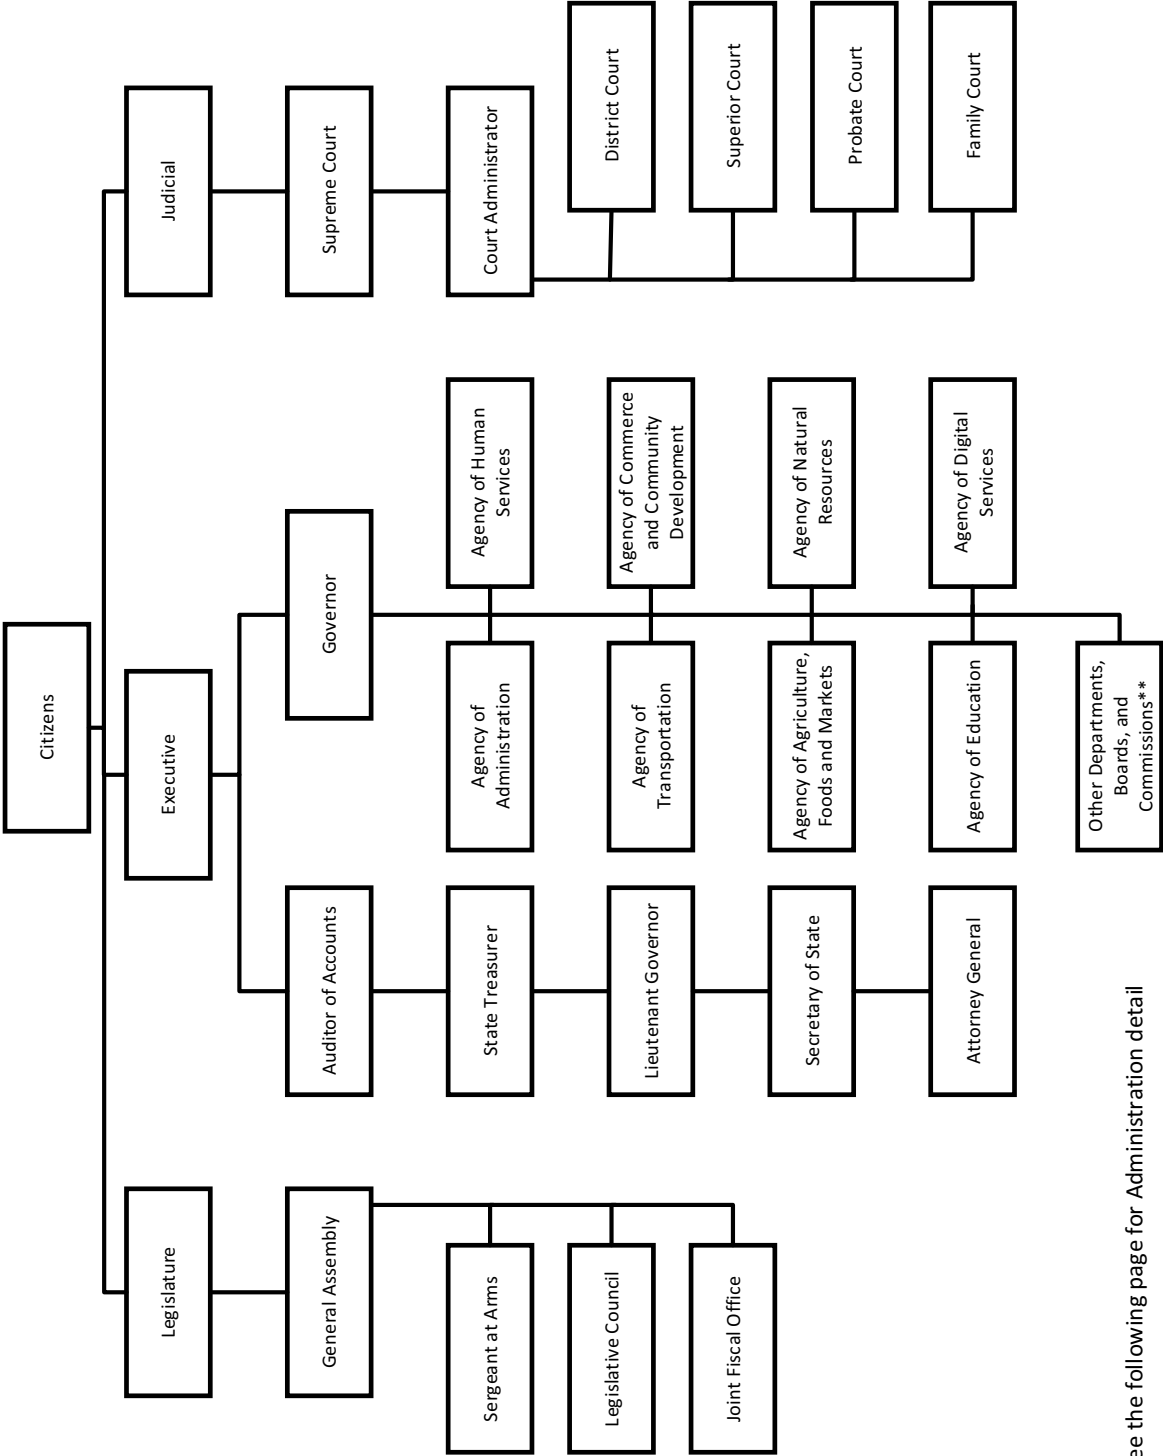 Citizens
Legislature
Executive
Judicial
General Assembly
Auditor of Accounts
Governor
Supreme Court
Sergeant at Arms
State Treasurer
Agency of
Administration
Agency of Human
Services
Court Administrator
Legislative Council
Lieutenant Governor
Agency of
Transportation
Agency of Commerce
and Community
Development
District Court
Joint Fiscal Office
Secretary of State
Agency of Agriculture,
Foods and Markets
Agency of Natural
Resources
Superior Court
Attorney General
Agency of Education
Agency of Digital
Services
Probate Court
Family Court
Other Departments,
Boards, and
Commissions**
the following page for Administration detail